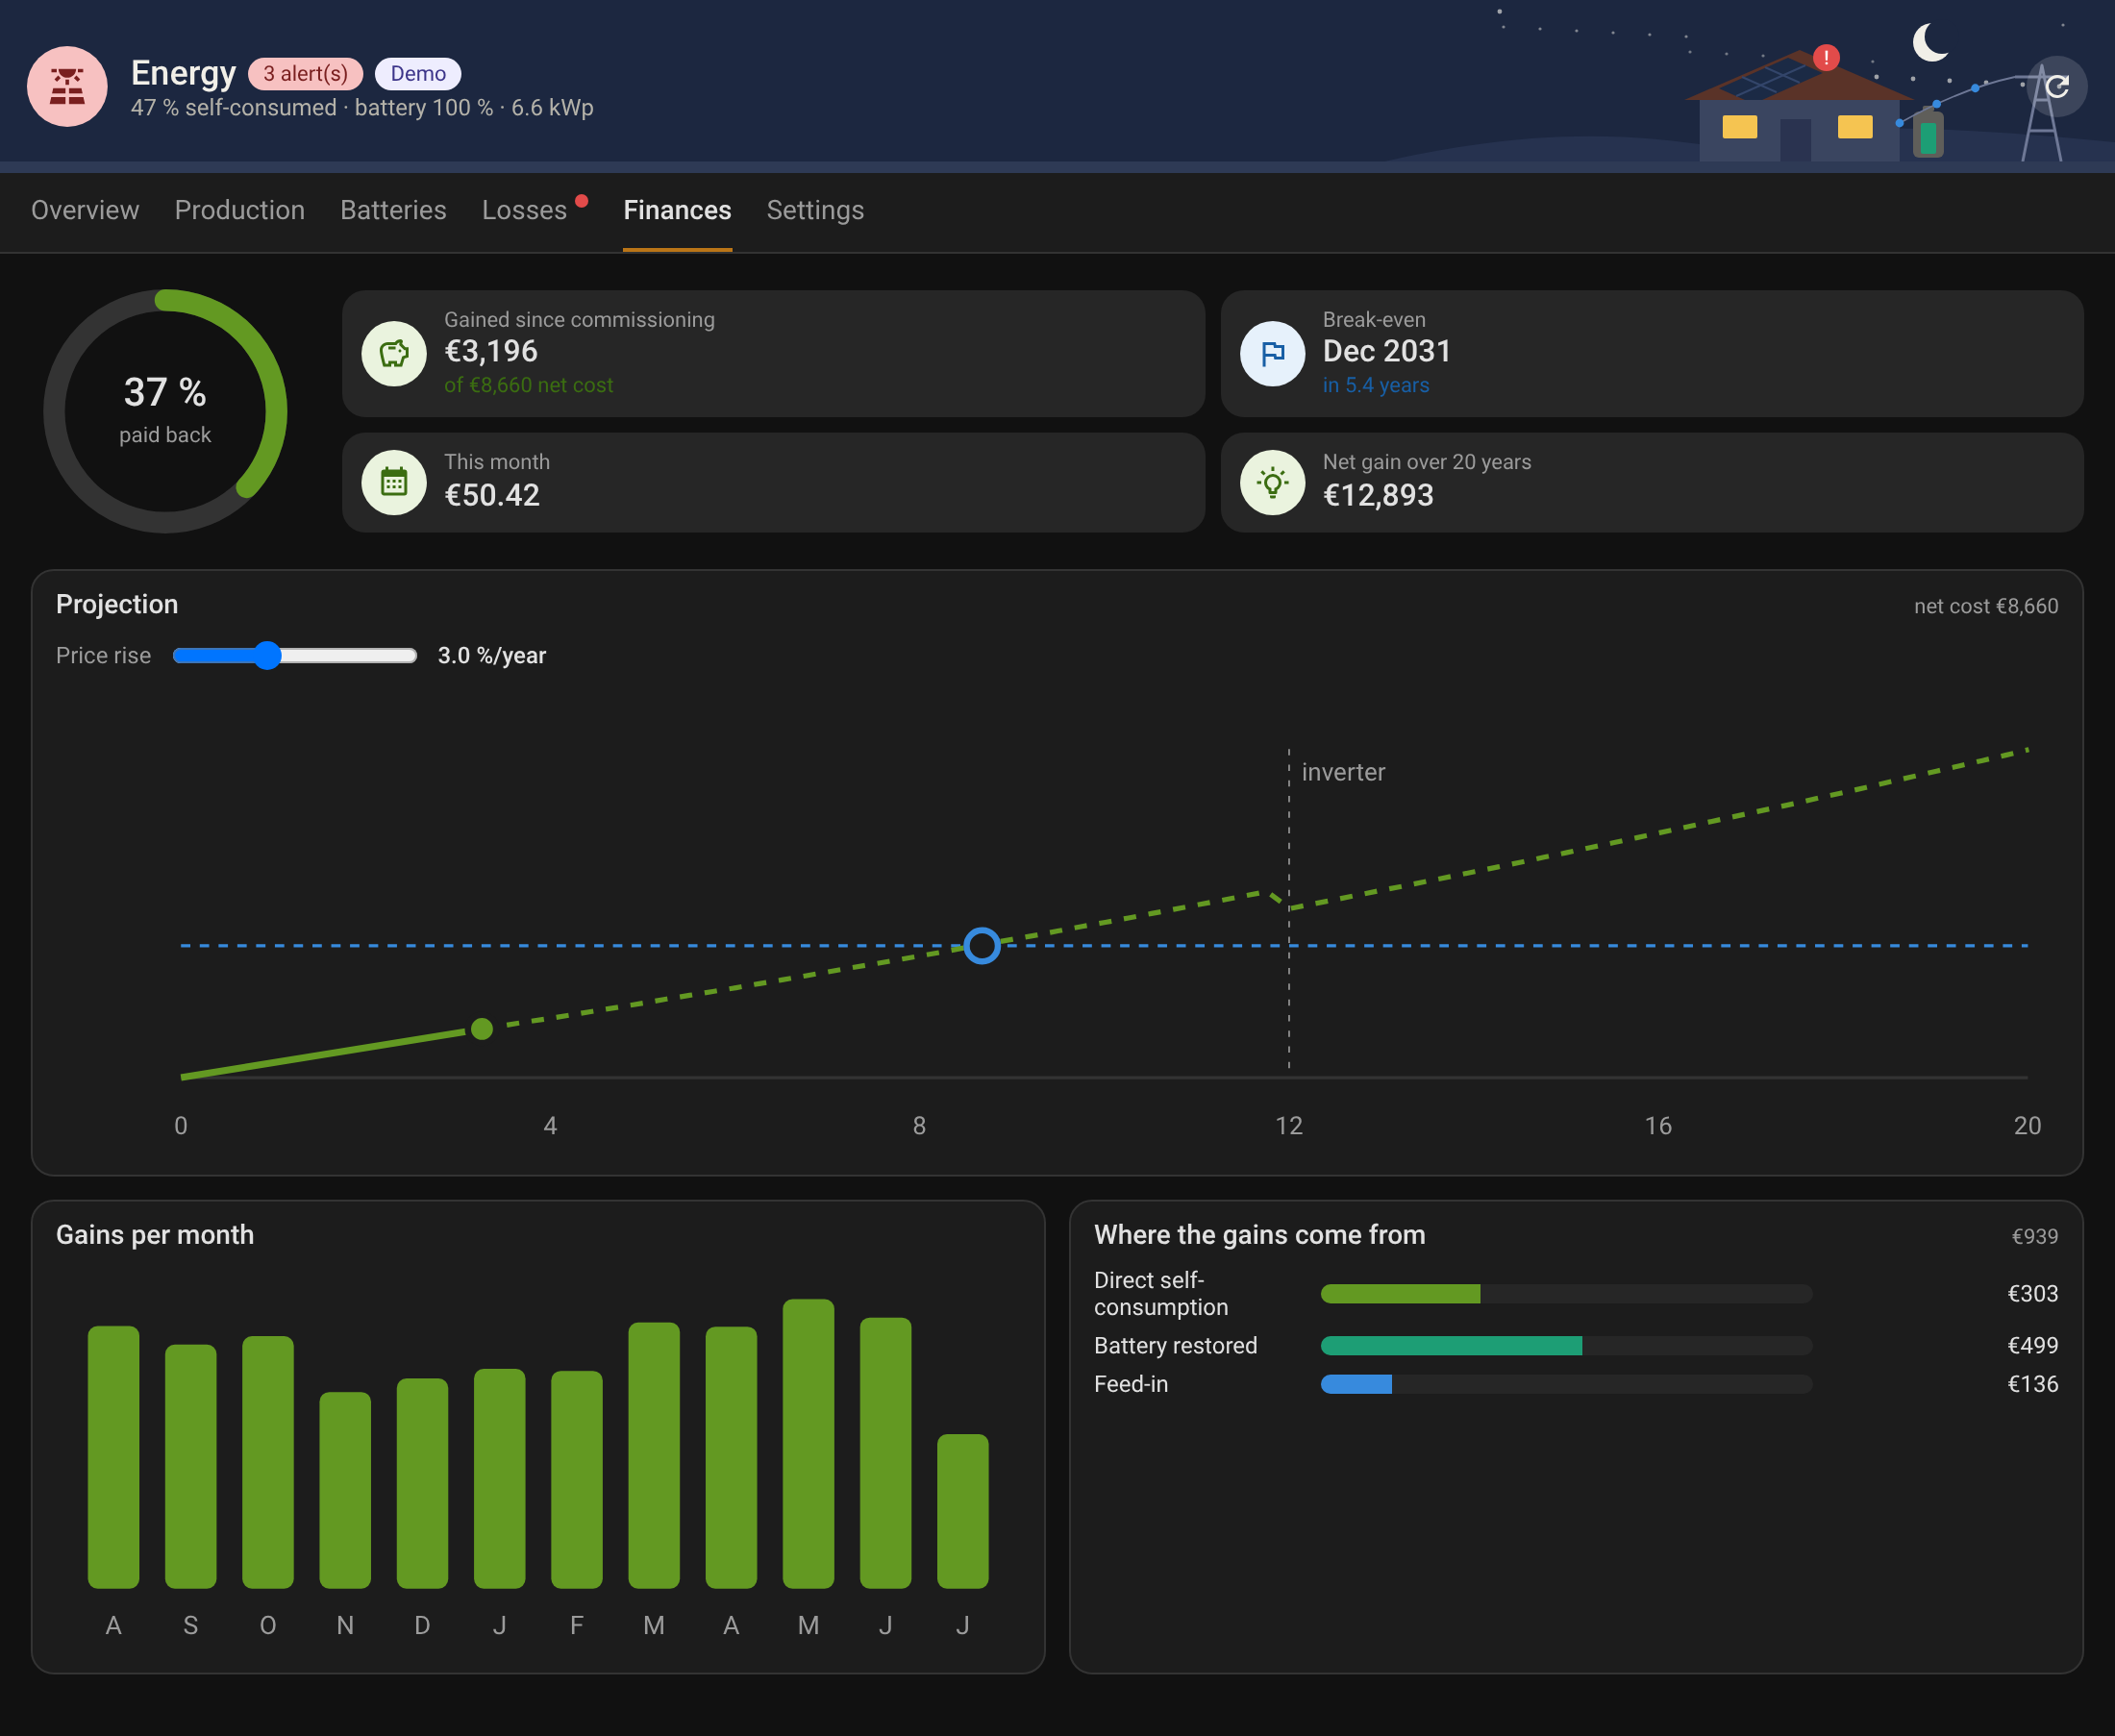 Energy 3 alert(s) Demo
47 % self-consumed · battery 100 % · 6.6 kWp
!
Overview Production Batteries Losses Finances Settings
37 %
paid back
Gained since commissioning
€3,196
of €8,660 net cost
Break-even
Dec 2031
in 5.4 years
This month
€50.42
Net gain over 20 years
€12,893
Projection
net cost €8,660
Price rise 3.0 %/year
inverter
0 4 8 12 16 20
Gains per month
A S O N D J F M A M J J
Where the gains come from
€939
Direct self-
consumption
€303
Battery restored €499
Feed-in €136